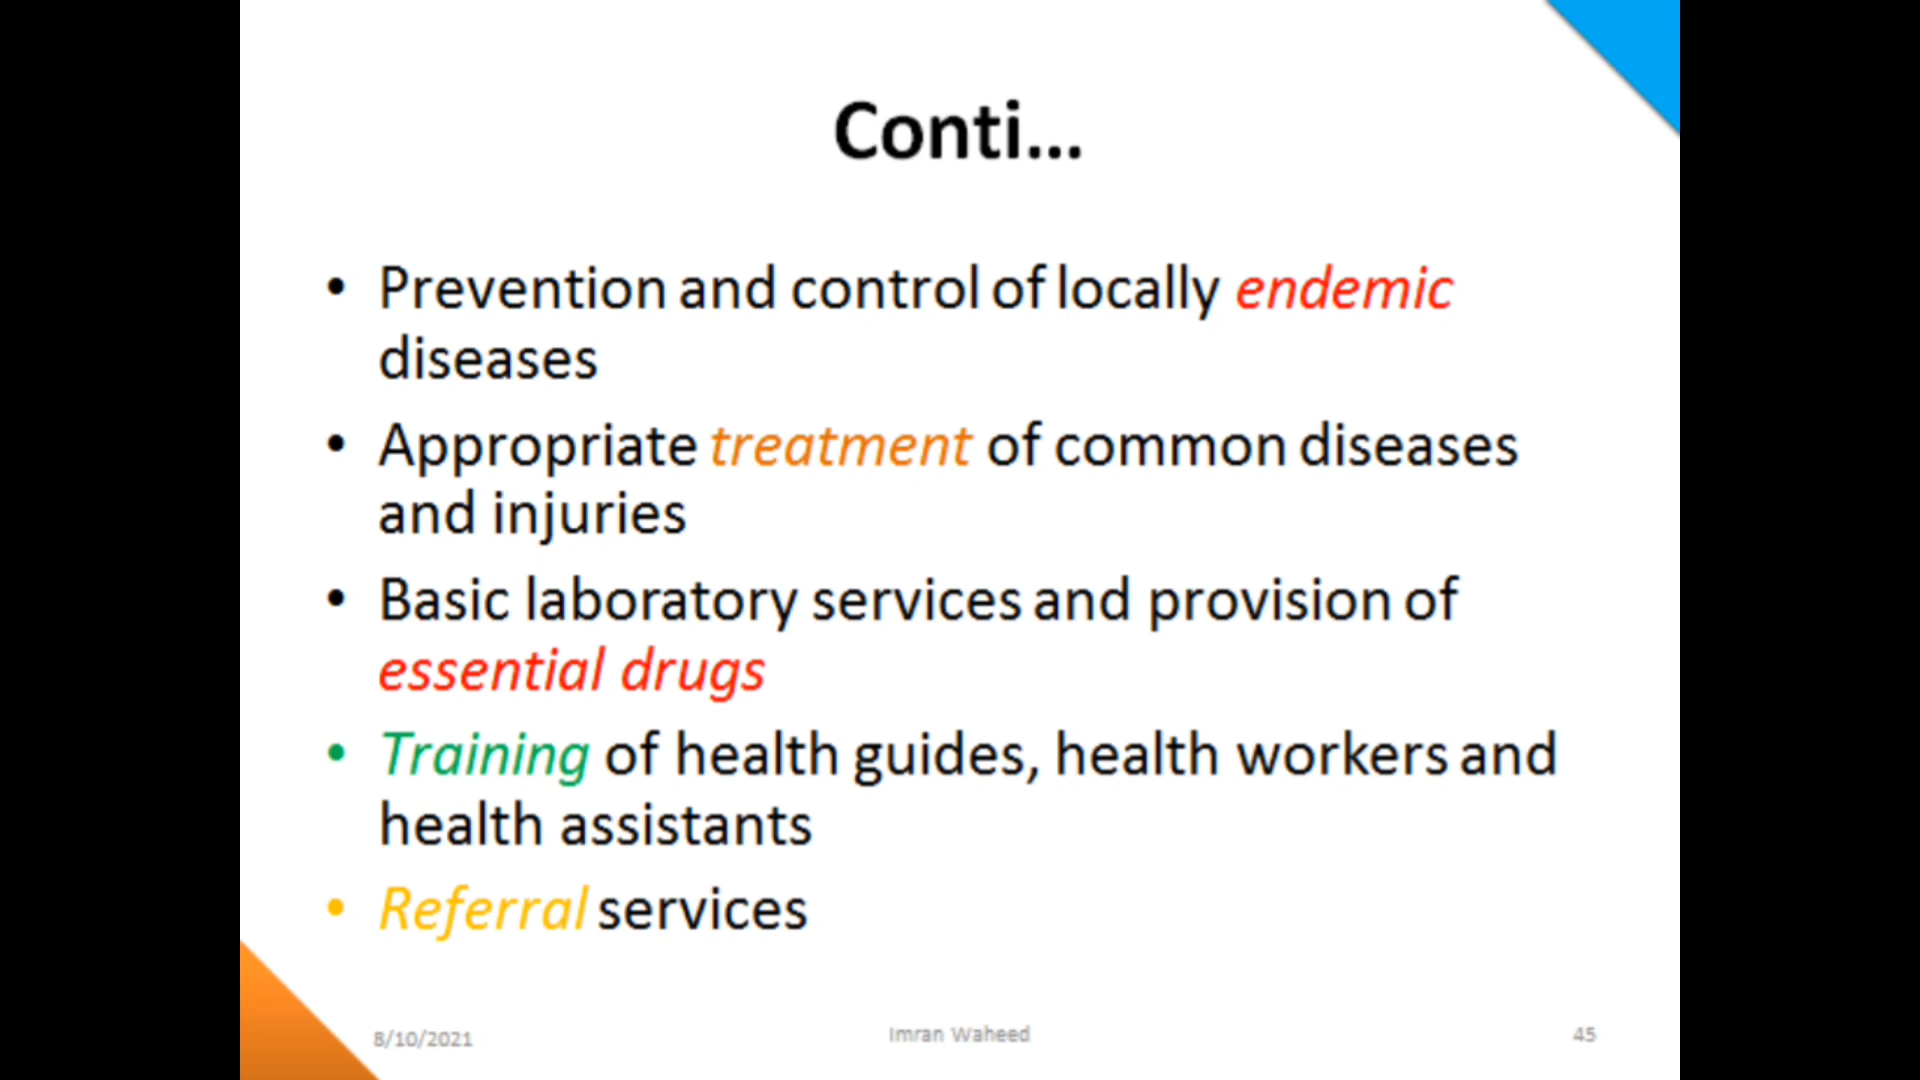 Conti...
• Prevention and control of locally endemic
diseases
• Appropriate treatment of common diseases
and injuries
• Basic laboratory services and provision of
essential drugs
• Training of health guides, health workers and
health assistants
• Referral services
8/10/2021
Imran Waheed
45